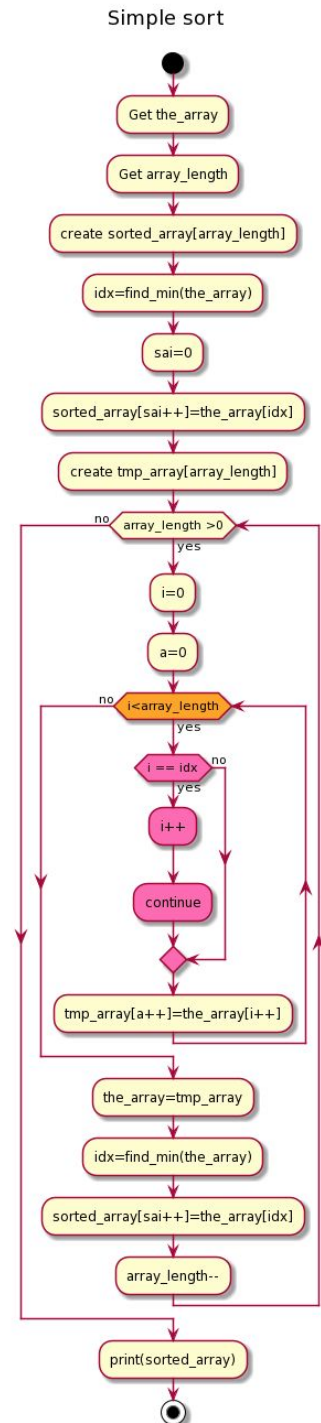 Simple sort
Get the_array
Get array_length
create sorted_array[array_length]
idx=find_min(the_array)
sai=0
sorted_array[sai++]=the_array[idx]
create tmp_array[array_length]
no
array_length >0
yes
i=0
a=0
no
i<array_length
yes
i == idx
no
yes
i++
continue
tmp_array[a++]=the_array[i++]
the_array=tmp_array
idx=find_min(the_array)
sorted_array[sai++]=the_array[idx]
array_length--
print(sorted_array)